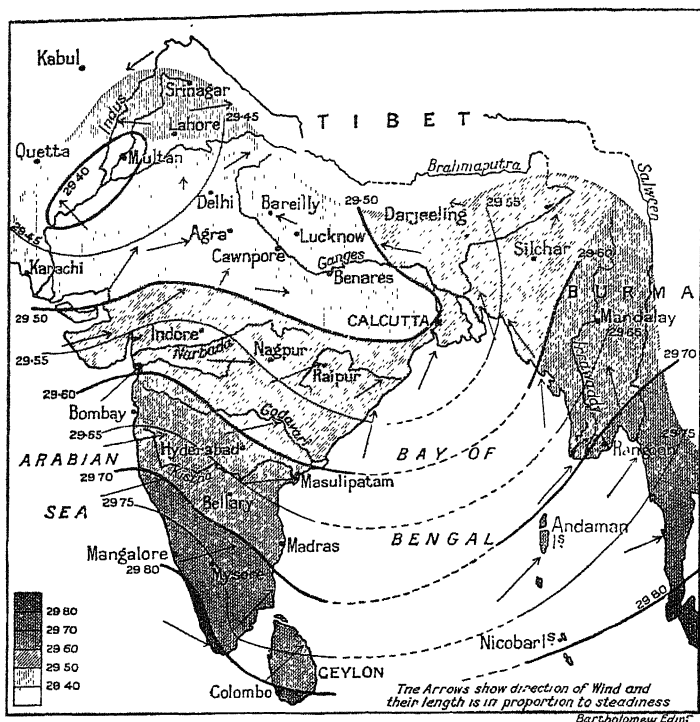 Kabul
Srinagar
Indus
Lahore
29·45
T I B E T
Quetta
Multan
29·40
Brahmaputra
Salween
Delhi
Bareilly
29·50
Darjeeling
29·55
29·45
Agra
Lucknow
Silchar
Cawnpore
Ganges
29·60
Karachi
Benares
B U R M A
29·50
CALCUTTA
Mandalay
29·65
29·55
Indore
Narbada
Nagpur
Irrawaddy
29·70
Raipur
29·60
Bombay
Godavari
29·75
BAY OF
Hyderabad
Rangoon
ARABIAN
29·70
Masulipatam
29·75
Bellary
SEA
BENGAL
Andaman
Is
Madras
Mangalore
29·80
Mysore
29·80
29·80
29·70
29·60
29·50
29·40
Nicobar Is
CEYLON
Colombo
The Arrows show direction of Wind and
their length is in proportion to steadiness